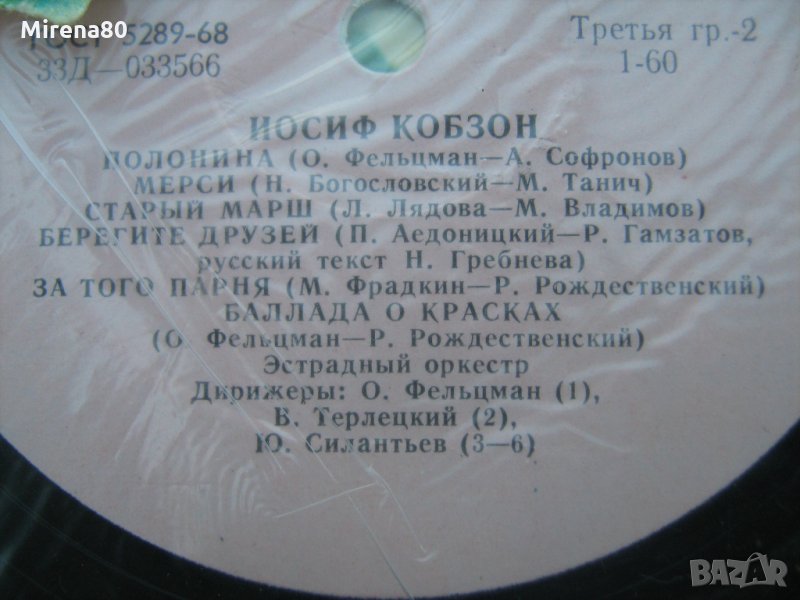 Mirena80
ГОСТ 5289-68
33Д—033566
Третья гр.-2
1-60
ИОСИФ КОБЗОН
ПОЛОНИНА (О. Фельцман—А. Софронов)
МЕРСИ (Н. Богословский—М. Танич)
СТАРЫЙ МАРШ (Л. Лядова—М. Владимов)
БЕРЕГИТЕ ДРУЗЕЙ (П. Аедоницкий—Р. Гамзатов,
русский текст Н. Гребнева)
ЗА ТОГО ПАРНЯ (М. Фрадкин—Р. Рождественский)
БАЛЛАДА О КРАСКАХ
(О. Фельцман—Р. Рождественский)
Эстрадный оркестр
Дирижеры: О. Фельцман (1),
В. Терлецкий (2),
Ю. Силантьев (3—6)
BAZAR